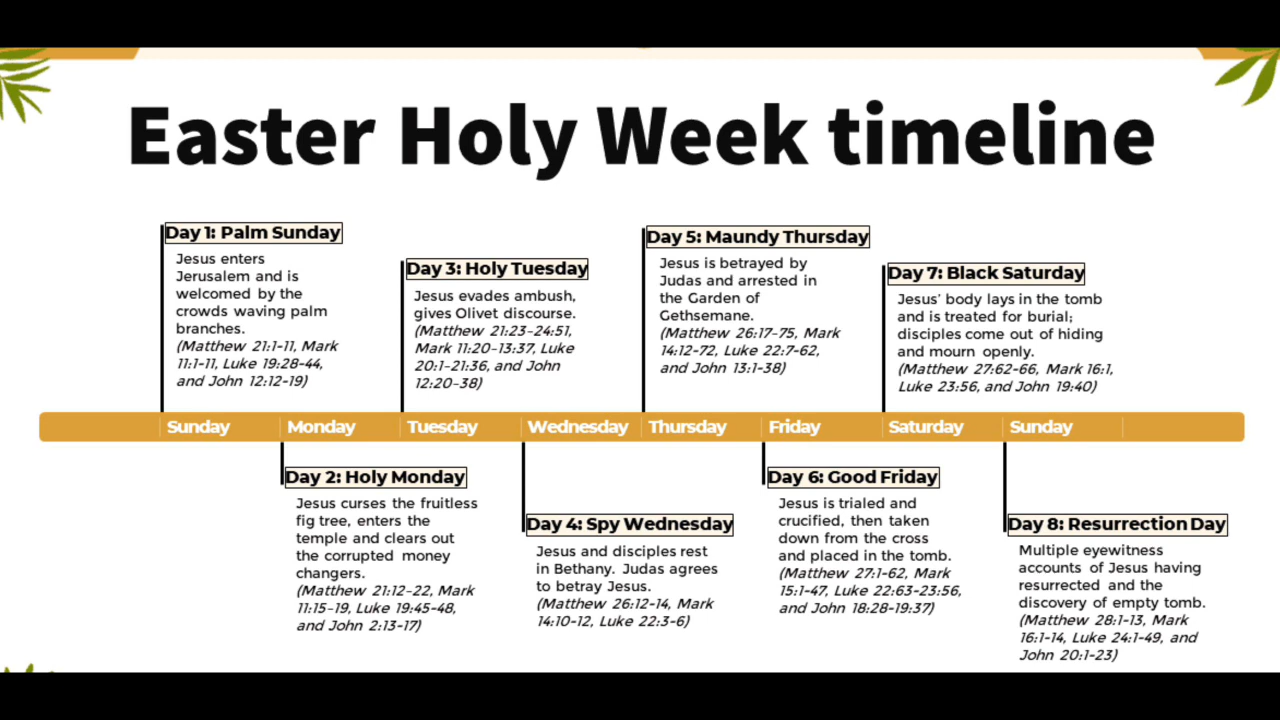 Easter Holy Week timeline
Day 1: Palm Sunday
Jesus enters
Jerusalem and is
welcomed by the
crowds waving palm
branches.
(Matthew 21:1-11, Mark
11:1-11, Luke 19:28-44,
and John 12:12-19)
Day 3: Holy Tuesday
Jesus evades ambush,
gives Olivet discourse.
(Matthew 21:23–24:51,
Mark 11:20–13:37, Luke
20:1–21:36, and John
12:20–38)
Day 5: Maundy Thursday
Jesus is betrayed by
Judas and arrested in
the Garden of
Gethsemane.
(Matthew 26:17–75, Mark
14:12-72, Luke 22:7-62,
and John 13:1-38)
Day 7: Black Saturday
Jesus’ body lays in the tomb
and is treated for burial;
disciples come out of hiding
and mourn openly.
(Matthew 27:62-66, Mark 16:1,
Luke 23:56, and John 19:40)
Sunday Monday Tuesday Wednesday Thursday Friday Saturday Sunday
Day 2: Holy Monday
Jesus curses the fruitless
fig tree, enters the
temple and clears out
the corrupted money
changers.
(Matthew 21:12–22, Mark
11:15–19, Luke 19:45-48,
and John 2:13-17)
Day 4: Spy Wednesday
Jesus and disciples rest
in Bethany. Judas agrees
to betray Jesus.
(Matthew 26:12-14, Mark
14:10-12, Luke 22:3-6)
Day 6: Good Friday
Jesus is trialed and
crucified, then taken
down from the cross
and placed in the tomb.
(Matthew 27:1-62, Mark
15:1-47, Luke 22:63-23:56,
and John 18:28-19:37)
Day 8: Resurrection Day
Multiple eyewitness
accounts of Jesus having
resurrected and the
discovery of empty tomb.
(Matthew 28:1-13, Mark
16:1-14, Luke 24:1-49, and
John 20:1-23)